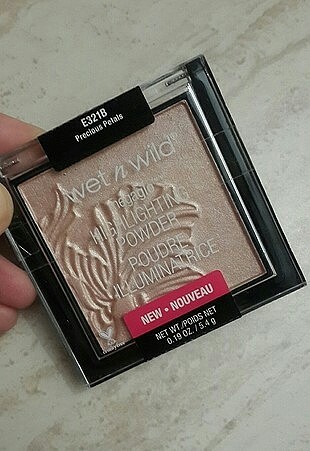 E321B
Precious Petals
wet n wild™
megaglo
HIGHLIGHTING
POWDER
POUDRE
ILLUMINATRICE
NEW • NOUVEAU
NET WT./POIDS NET
0.19 OZ. / 5.4 g